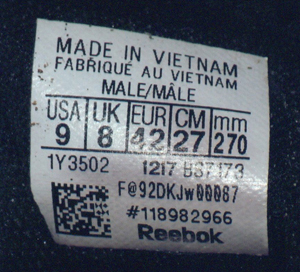 MADE IN VIETNAM
FABRIQUÉ AU VIETNAM
MALE/MÂLE
USA UK EUR CM mm
9 8 42 27 270
1Y3502 1217 BS7173
F@92DKJw00067
#118982966
Reebok